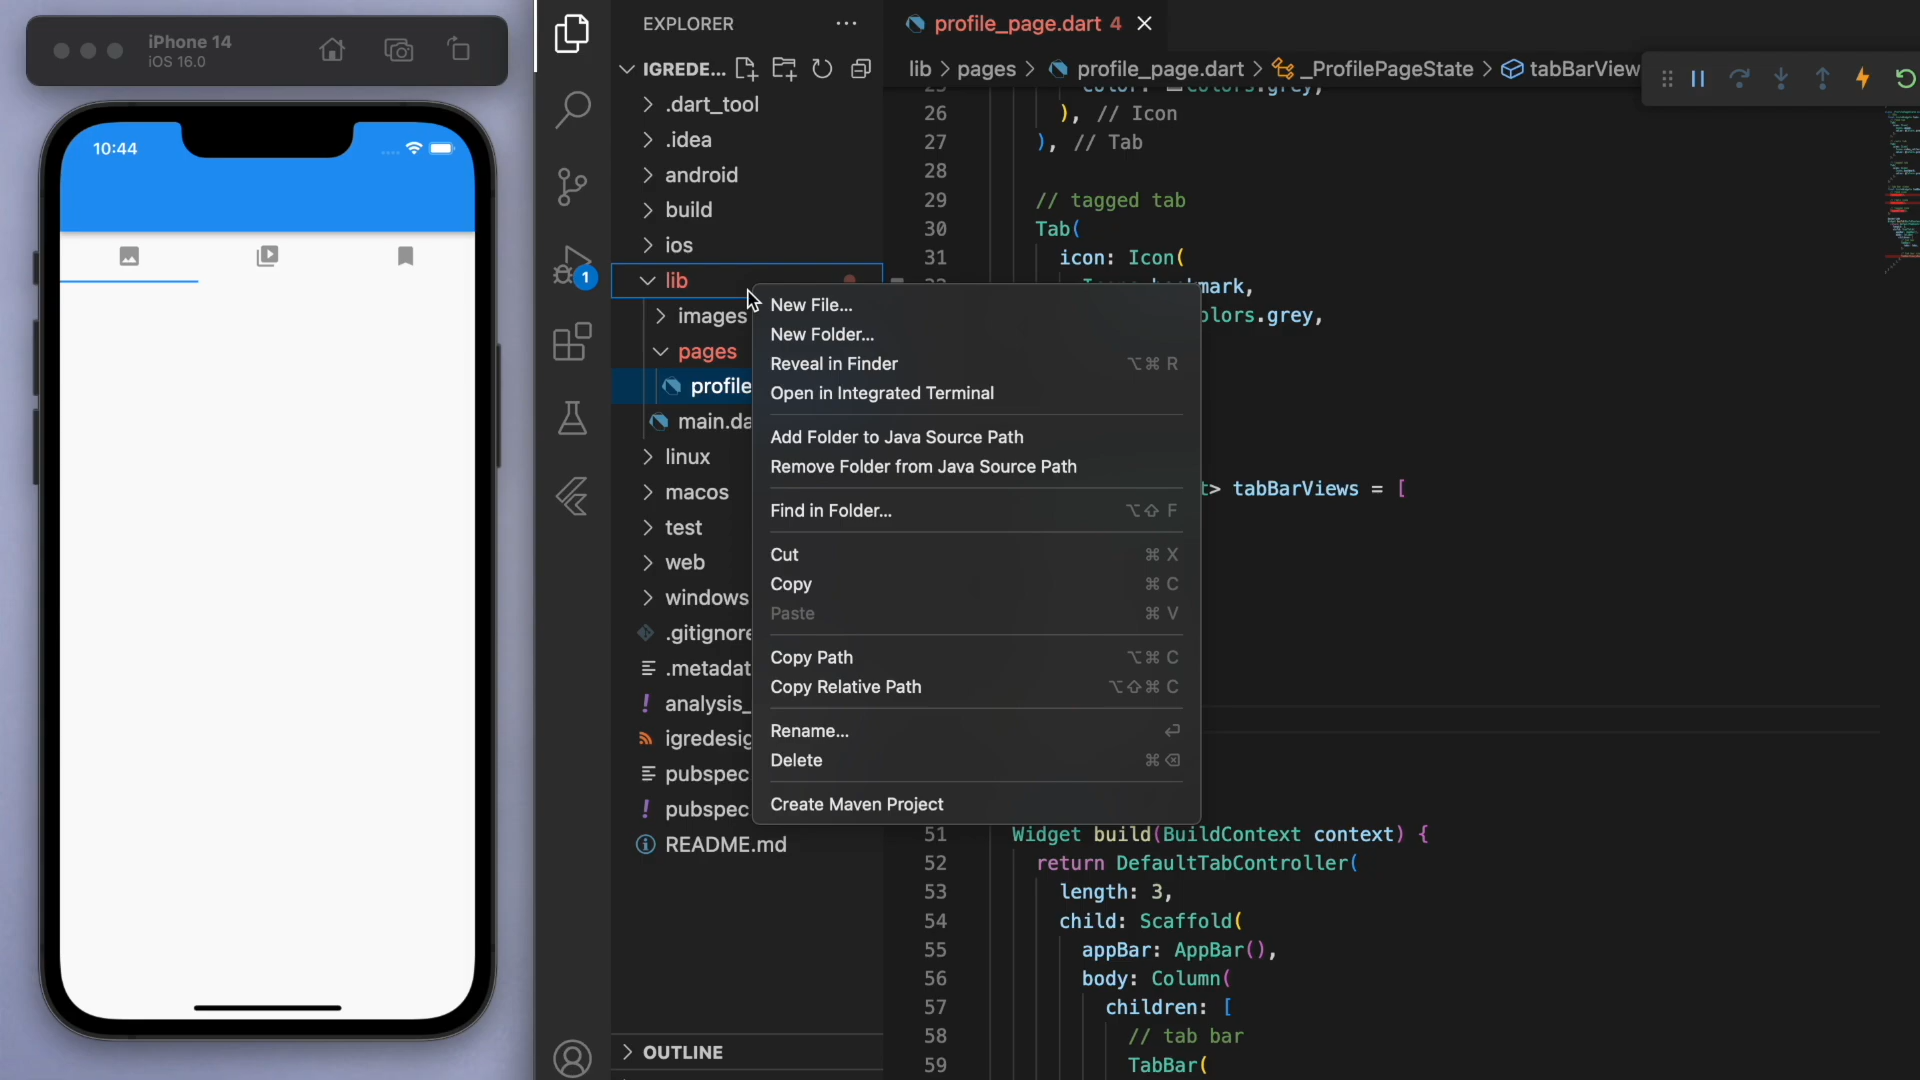 iPhone 14
iOS 16.0
10:44
EXPLORER
IGREDE...
.dart_tool
.idea
android
build
ios
lib
images
pages
profile
main.da
linux
macos
test
web
windows
.gitignore
.metadat
analysis_
igredesig
pubspec
pubspec
README.md
OUTLINE
1
New File...
New Folder...
Reveal in Finder ⌥⌘ R
Open in Integrated Terminal
Add Folder to Java Source Path
Remove Folder from Java Source Path
Find in Folder... ⌥⇧ F
Cut ⌘ X
Copy ⌘ C
Paste ⌘ V
Copy Path ⌥⌘ C
Copy Relative Path ⌥⇧⌘ C
Rename... ⏎
Delete ⌘⌫
Create Maven Project
profile_page.dart 4
lib > pages > profile_page.dart > _ProfilePageState > tabBarView
26 ), // Icon
27 ), // Tab
28
29 // tagged tab
30 Tab(
31 icon: Icon(
mark,
olors.grey,
t> tabBarViews = [
51 Widget build(BuildContext context) {
52 return DefaultTabController(
53 length: 3,
54 child: Scaffold(
55 appBar: AppBar(),
56 body: Column(
57 children: [
58 // tab bar
59 TabBar(